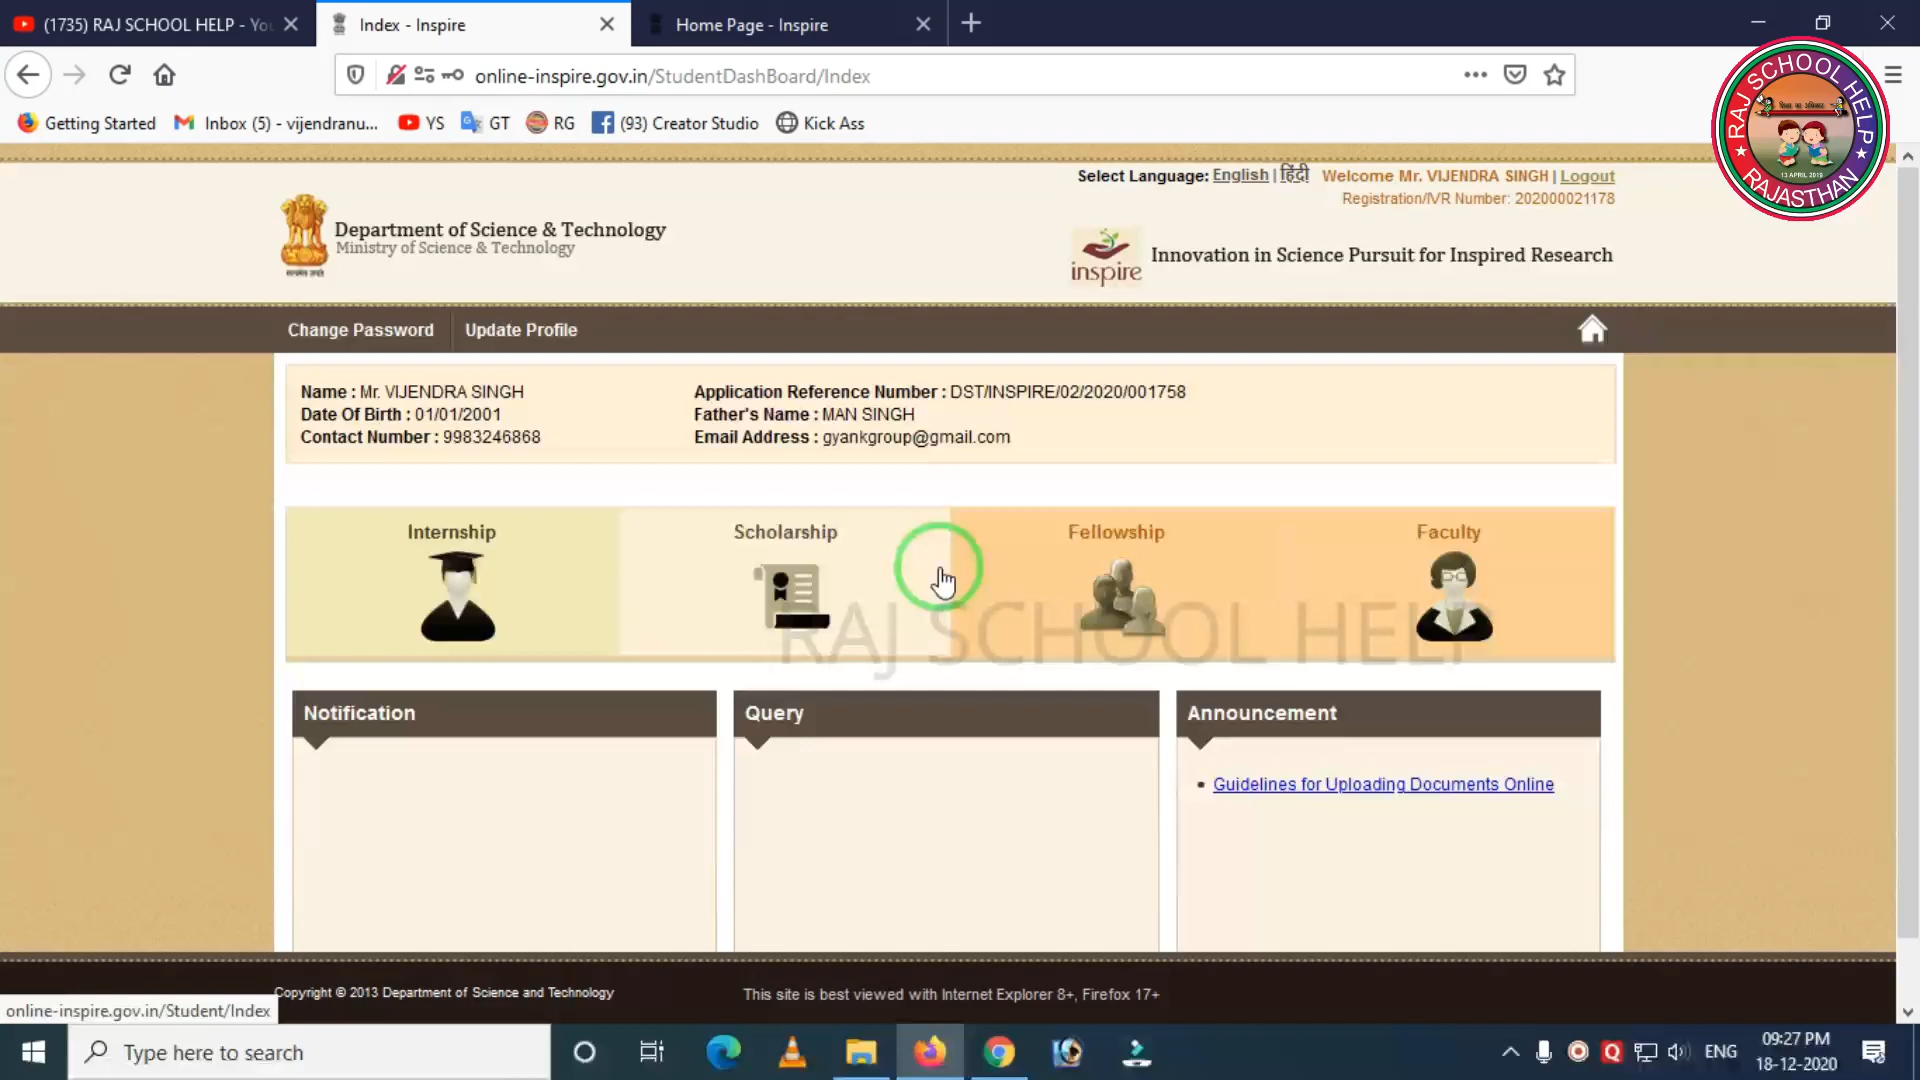 (1735) RAJ SCHOOL HELP - You
Index - Inspire
Home Page - Inspire
online-inspire.gov.in/StudentDashBoard/Index
Getting Started
Inbox (5) - vijendranu...
YS
GT
RG
(93) Creator Studio
Kick Ass
RAJ SCHOOL HELP
13 APRIL 2019
RAJASTHAN
Select Language: English | हिंदी Welcome Mr. VIJENDRA SINGH | Logout
Registration/IVR Number: 202000021178
Department of Science & Technology
Ministry of Science & Technology
सत्यमेव जयते
inspire
Innovation in Science Pursuit for Inspired Research
Change Password
Update Profile
Name : Mr. VIJENDRA SINGH
Application Reference Number : DST/INSPIRE/02/2020/001758
Date Of Birth : 01/01/2001
Father's Name : MAN SINGH
Contact Number : 9983246868
Email Address : gyankgroup@gmail.com
Internship
Scholarship
Fellowship
Faculty
RAJ SCHOOL HELP
Notification
Query
Announcement
Guidelines for Uploading Documents Online
Copyright © 2013 Department of Science and Technology
This site is best viewed with Internet Explorer 8+, Firefox 17+
online-inspire.gov.in/Student/Index
Type here to search
ENG
09:27 PM
18-12-2020